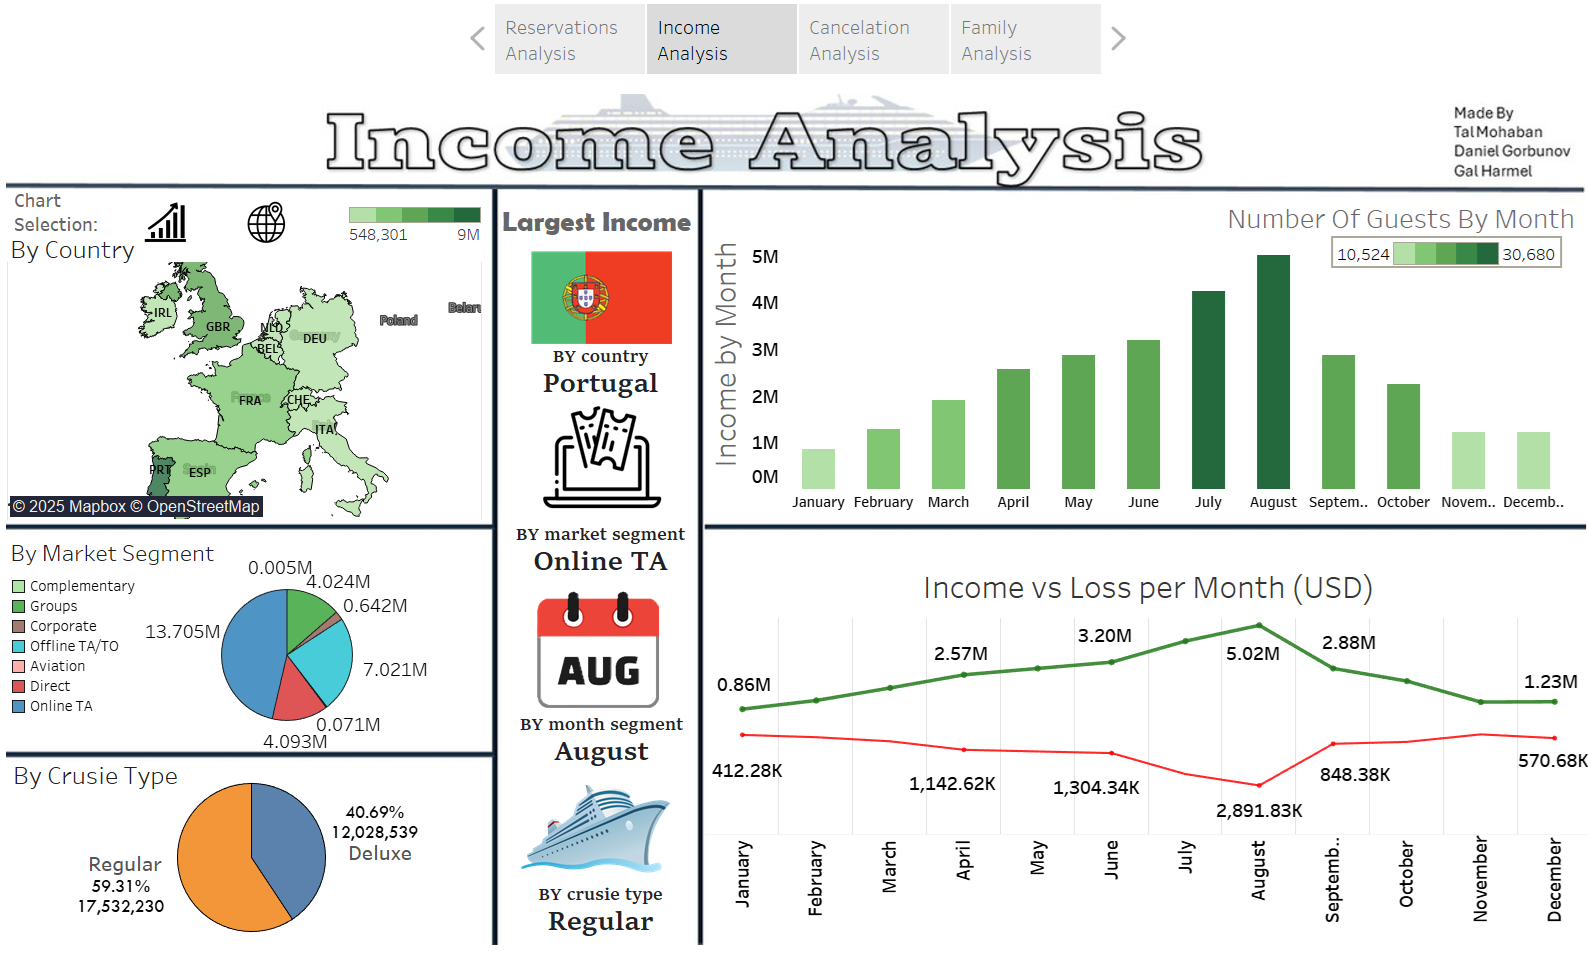 Reservations
Analysis
Income
Analysis
Cancelation
Analysis
Family
Analysis
Income Analysis
Made By
Tal Mohaban
Daniel Gorbunov
Gal Harmel
Chart
Selection:
548,301
9M
By Country
IRL
GBR
NLD
BEL
DEU
Poland
FRA
CHE
ITA
PRT
ESP
© 2025 Mapbox © OpenStreetMap
By Market Segment
Complementary
Groups
Corporate
Offline TA/TO
Aviation
Direct
Online TA
0.005M
4.024M
0.642M
13.705M
7.021M
0.071M
4.093M
By Crusie Type
40.69%
12,028,539
Deluxe
Regular
59.31%
17,532,230
Largest Income
BY country
Portugal
BY market segment
Online TA
AUG
BY month segment
August
BY crusie type
Regular
Number Of Guests By Month
10,524
30,680
Income by Month
5M
4M
3M
2M
1M
0M
January
February
March
April
May
June
July
August
Septem..
October
Novem..
Decemb..
Income vs Loss per Month (USD)
0.86M
2.57M
3.20M
5.02M
2.88M
1.23M
412.28K
1,142.62K
1,304.34K
2,891.83K
848.38K
570.68K
January
February
March
April
May
June
July
August
Septemb..
October
November
December